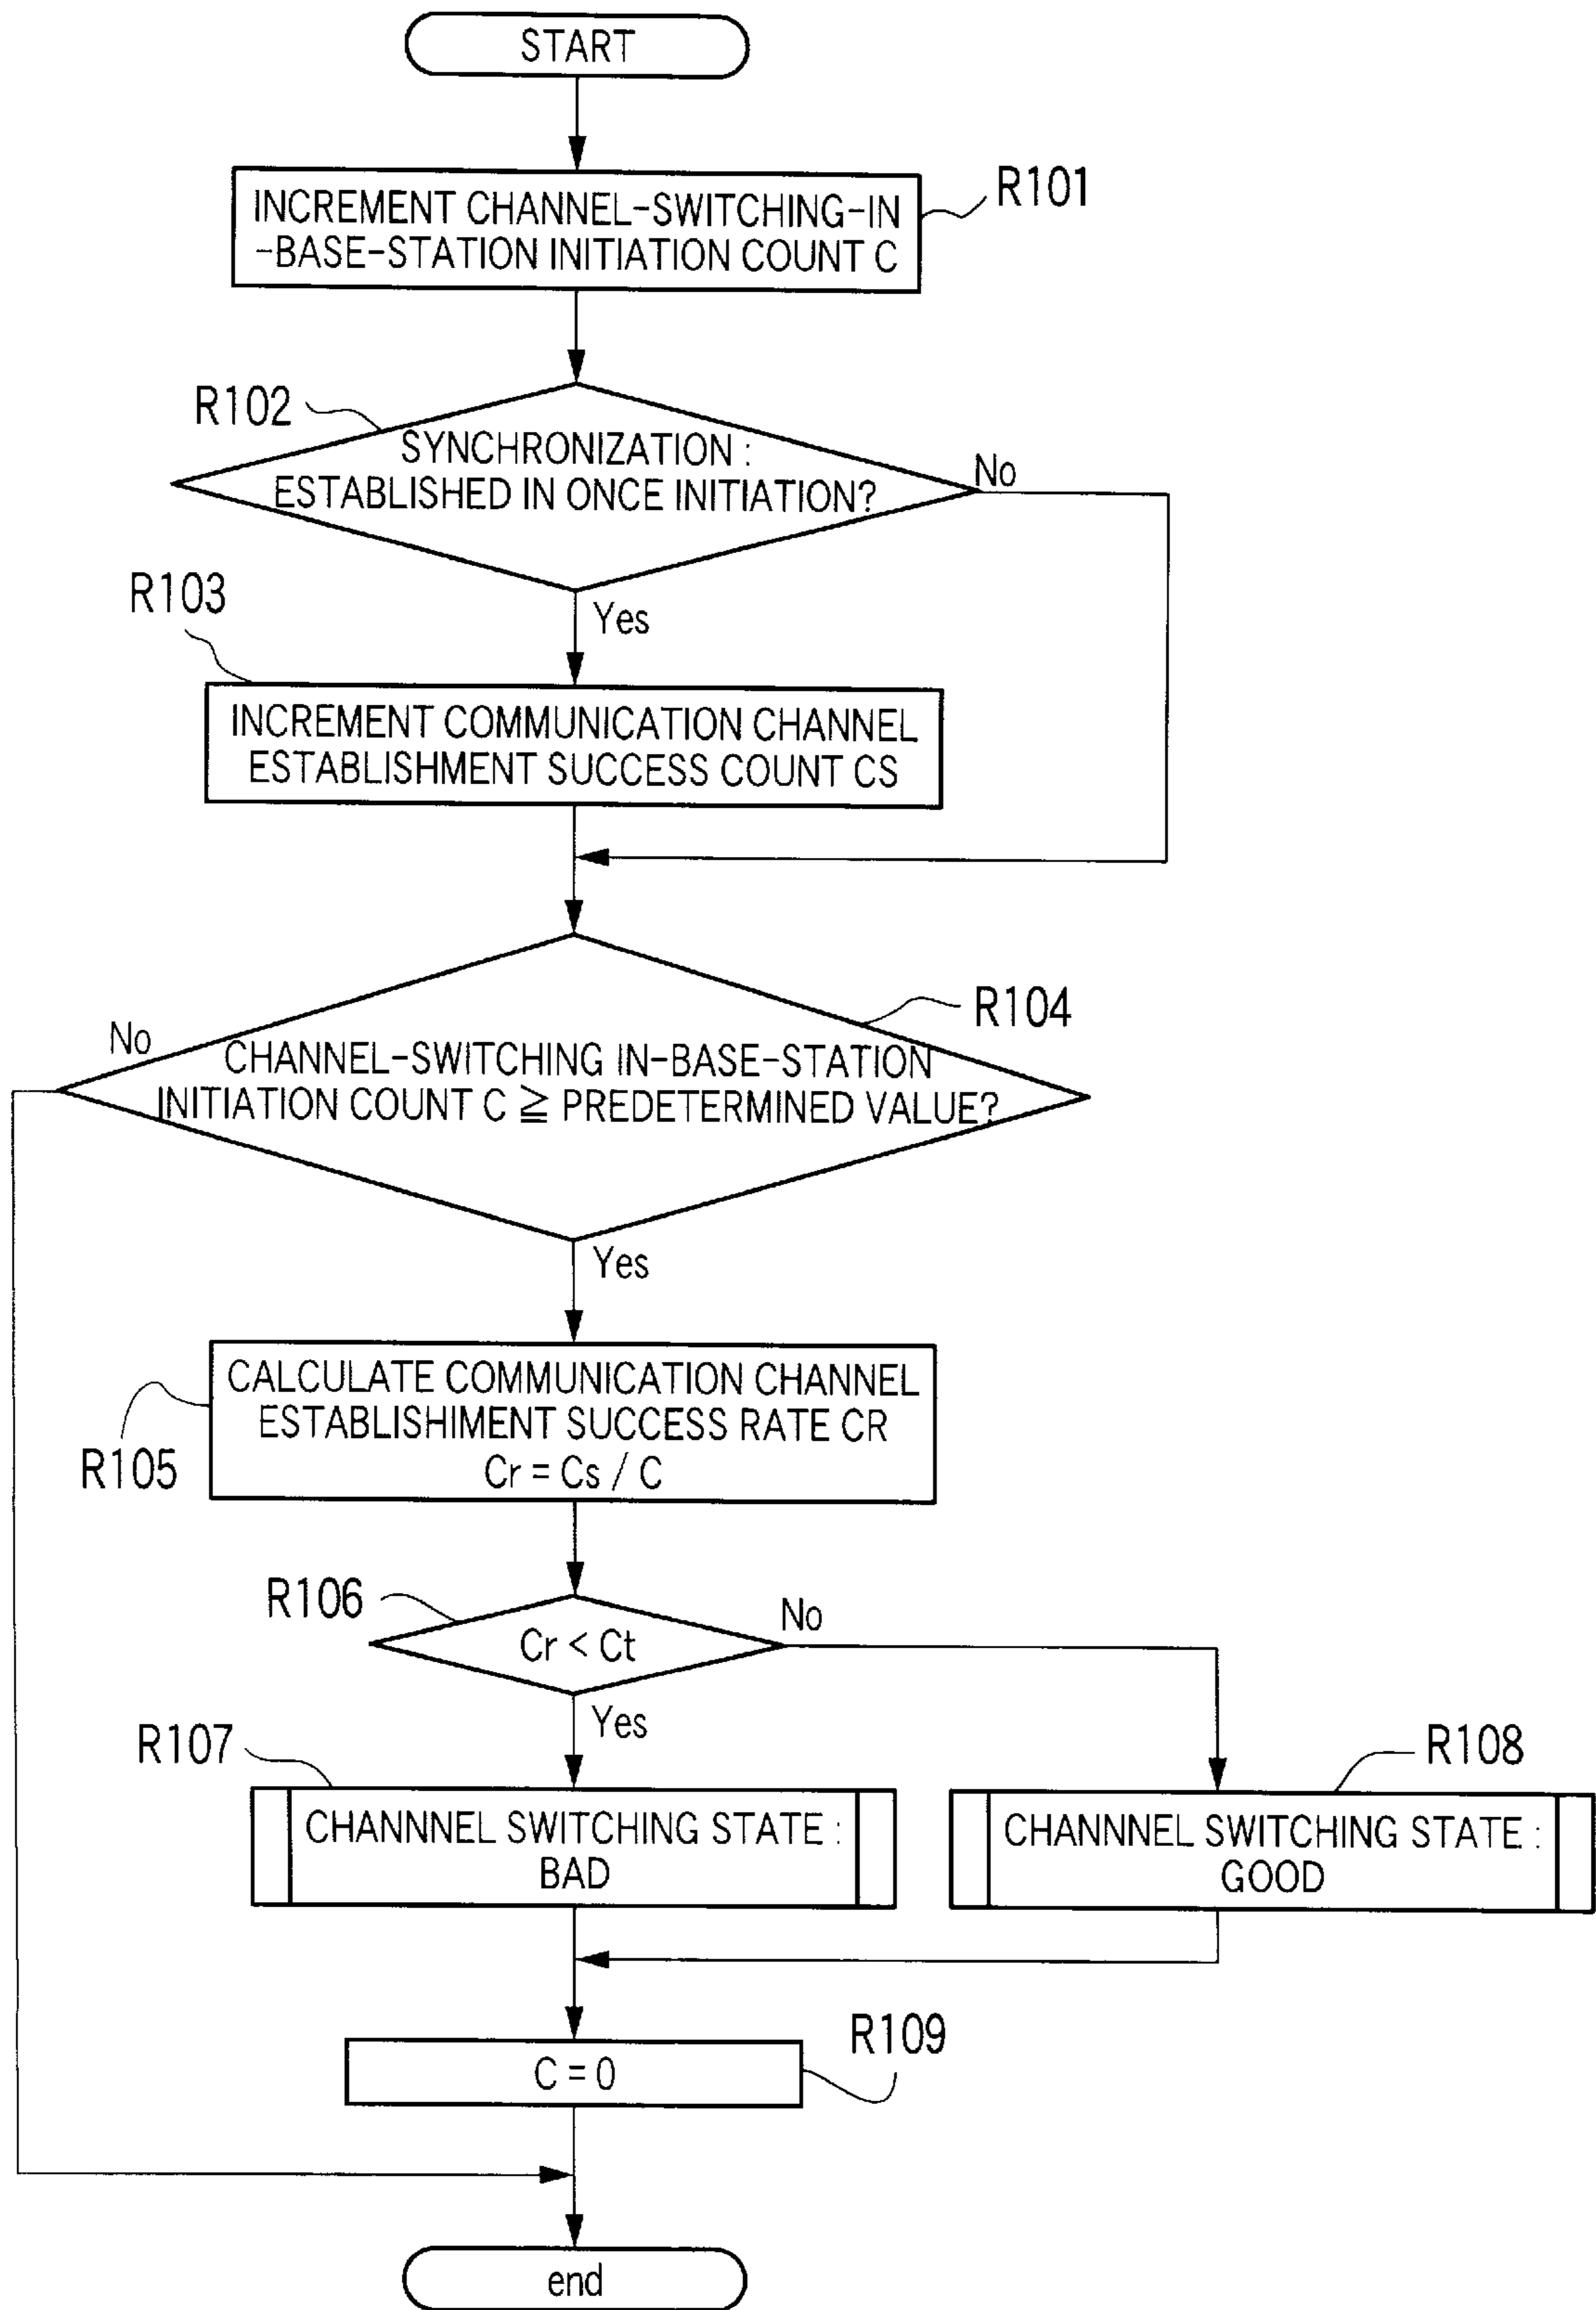 START
INCREMENT CHANNEL-SWITCHING-IN
-BASE-STATION INITIATION COUNT C
R101
R102
SYNCHRONIZATION :
ESTABLISHED IN ONCE INITIATION?
No
Yes
R103
INCREMENT COMMUNICATION CHANNEL
ESTABLISHMENT SUCCESS COUNT CS
R104
No
CHANNEL-SWITCHING IN-BASE-STATION
INITIATION COUNT C ≧ PREDETERMINED VALUE?
Yes
CALCULATE COMMUNICATION CHANNEL
ESTABLISHIMENT SUCCESS RATE CR
Cr = Cs / C
R105
R106
Cr < Ct
No
Yes
R107
CHANNNEL SWITCHING STATE :
BAD
R108
CHANNNEL SWITCHING STATE :
GOOD
R109
C = 0
end